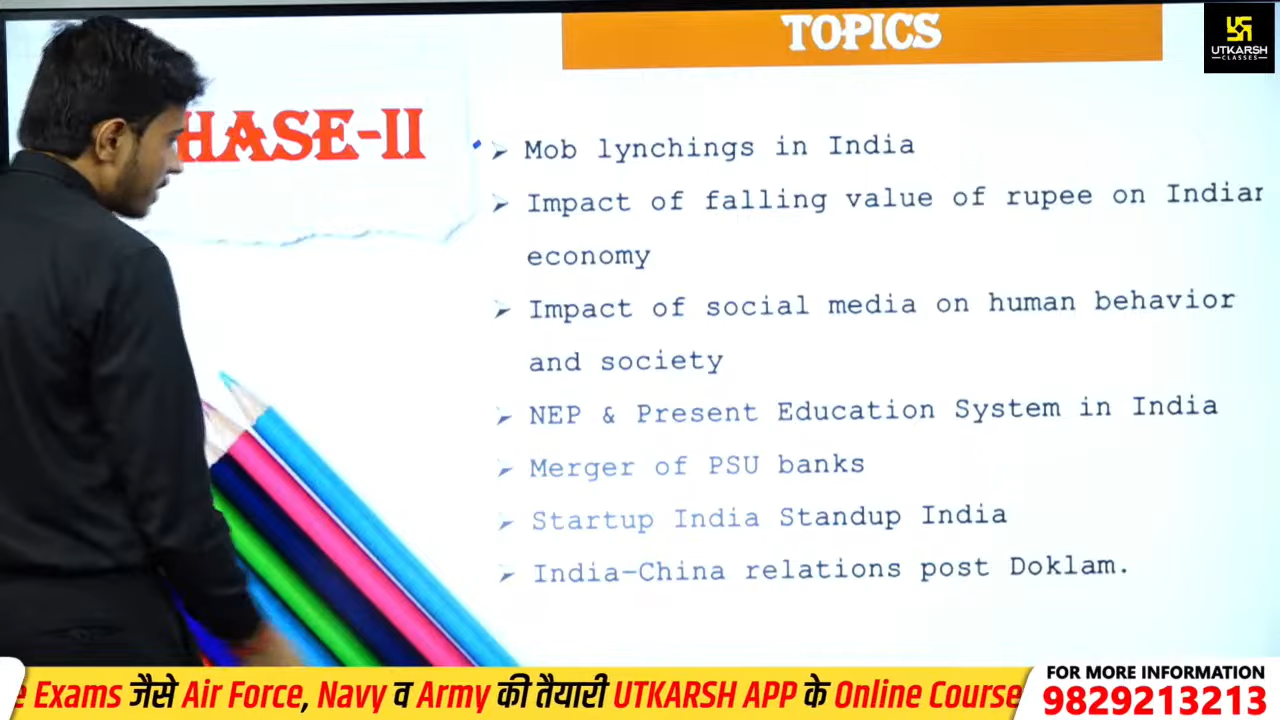 TOPICS
UTKARSH
CLASSES
HASE-II
➢ Mob lynchings in India
➢ Impact of falling value of rupee on Indian
economy
➢ Impact of social media on human behavior
and society
➢ NEP & Present Education System in India
➢ Merger of PSU banks
➢ Startup India Standup India
➢ India-China relations post Doklam.
e Exams जैसे Air Force, Navy व Army की तैयारी UTKARSH APP के Online Course
FOR MORE INFORMATION
9829213213